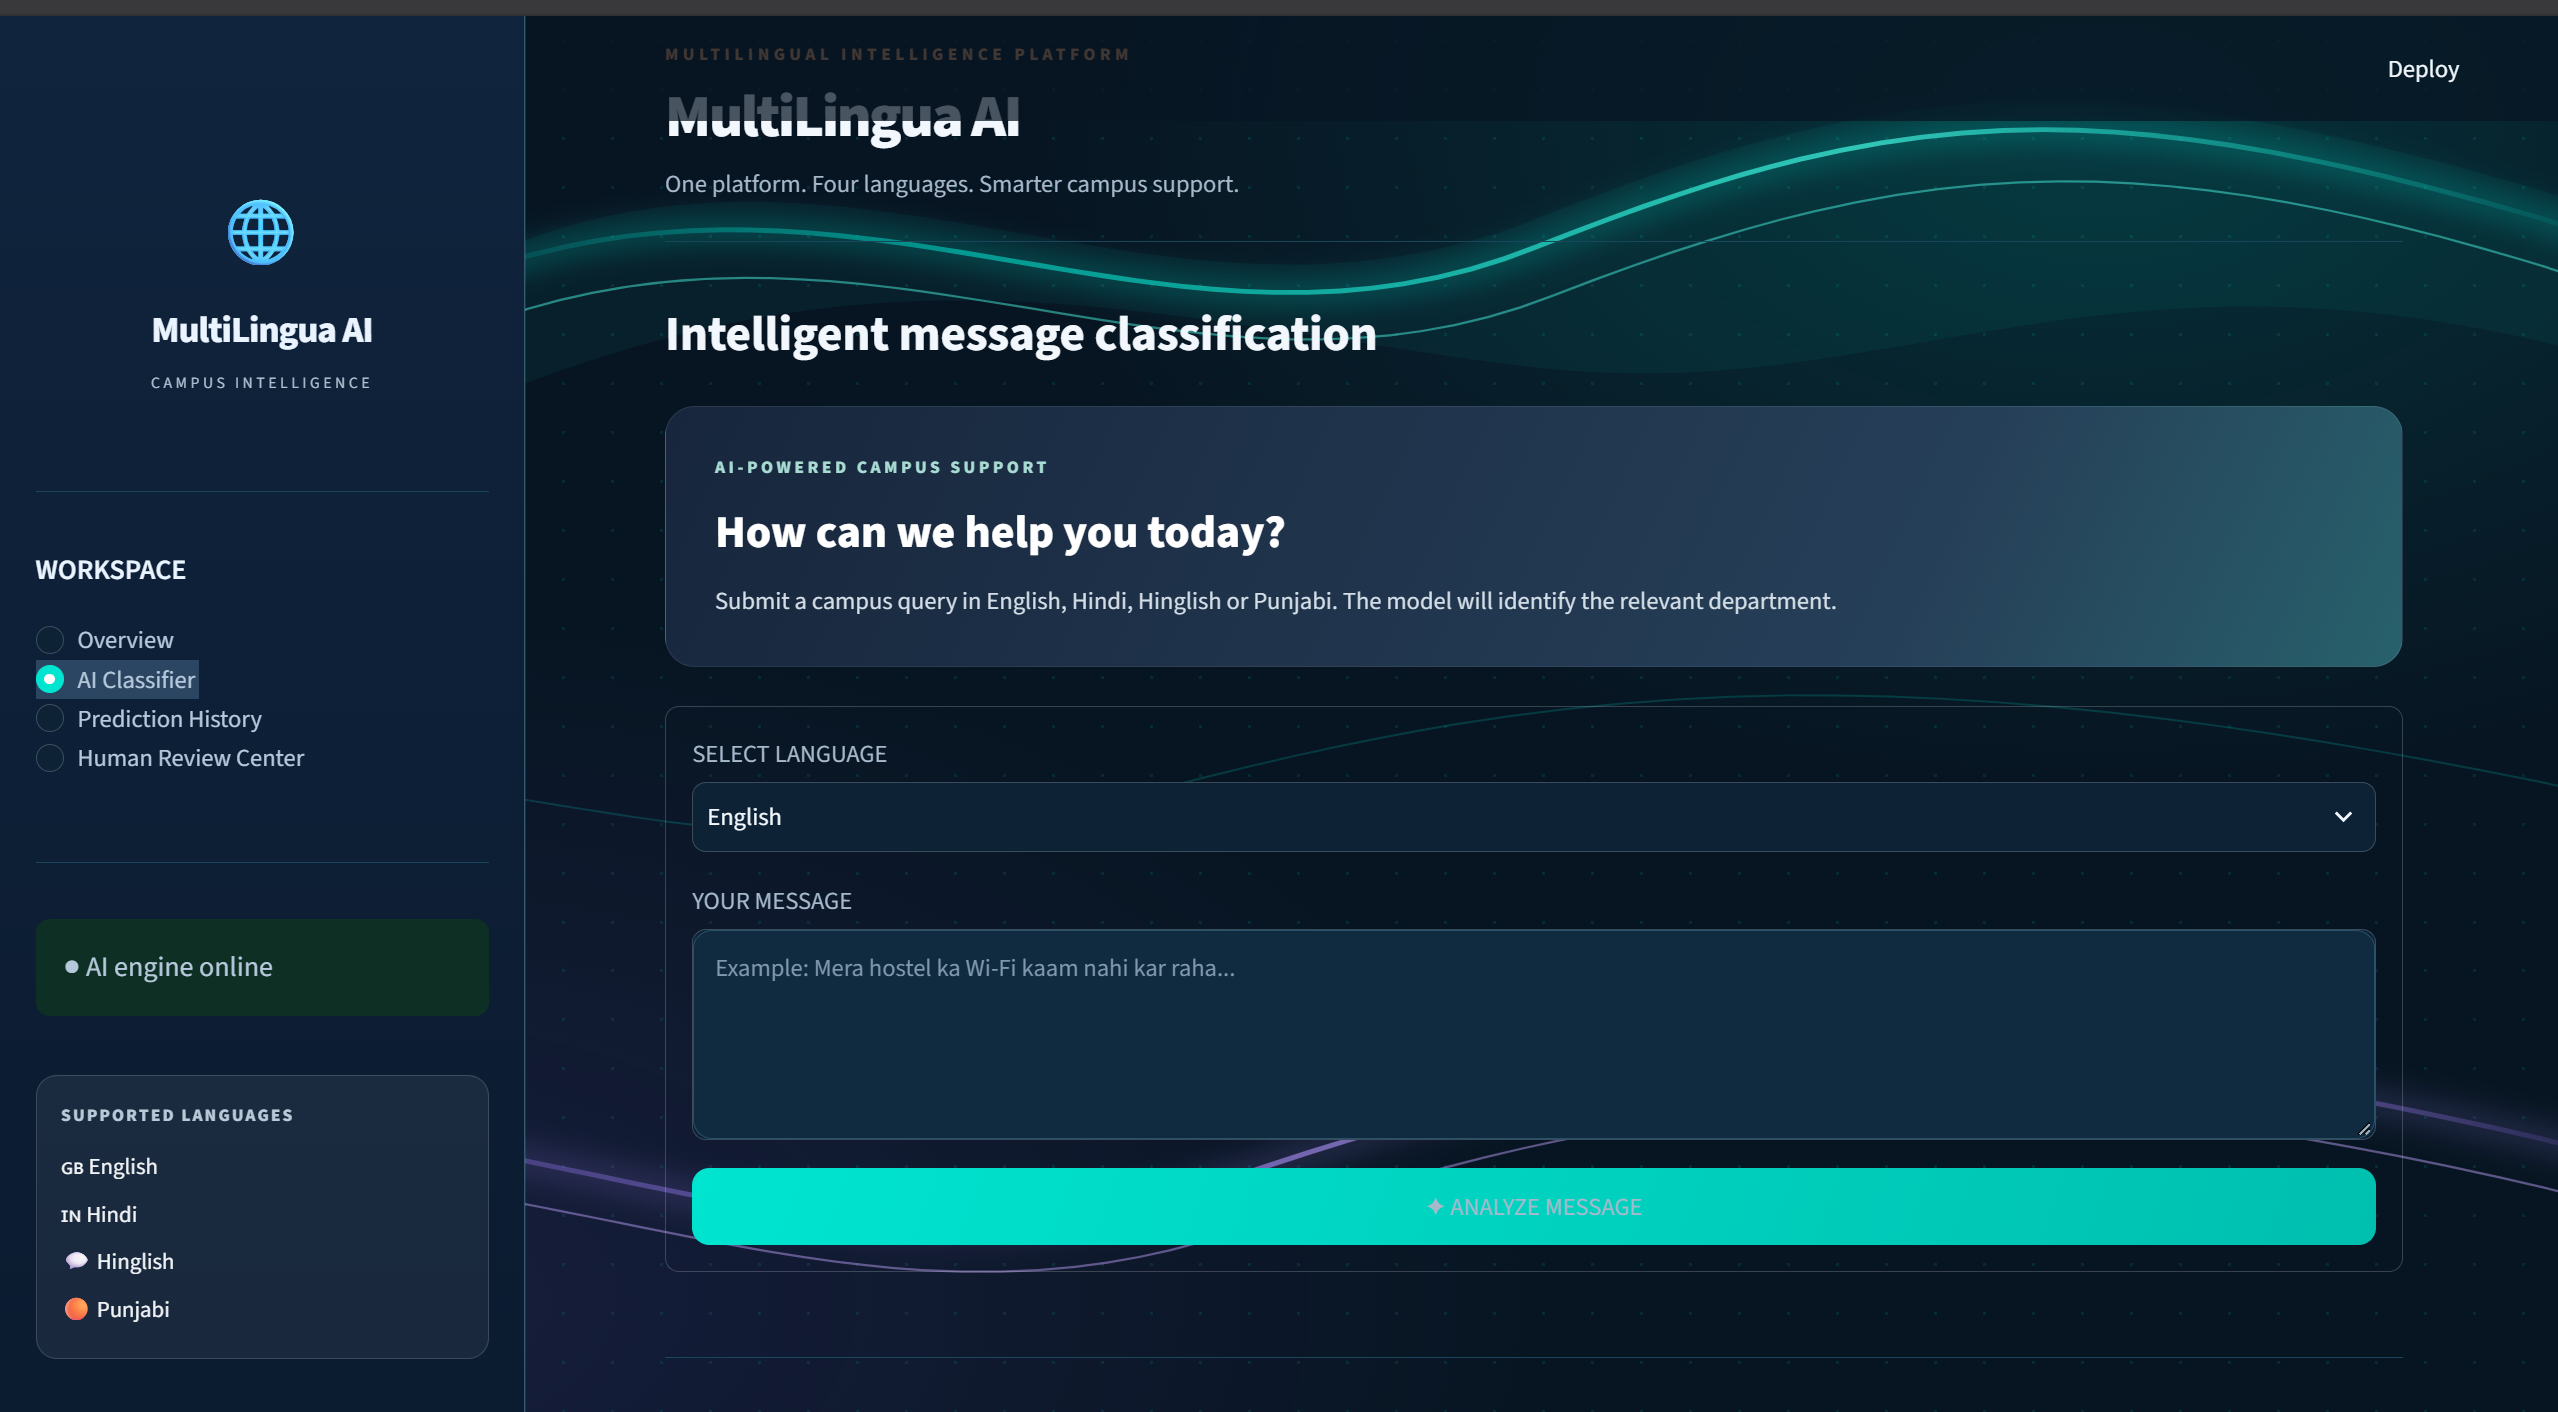 MultiLingua AI
CAMPUS INTELLIGENCE
WORKSPACE
Overview
AI Classifier
Prediction History
Human Review Center
● AI engine online
SUPPORTED LANGUAGES
GB English
IN Hindi
💬 Hinglish
🟠 Punjabi
MULTILINGUAL INTELLIGENCE PLATFORM
Deploy
MultiLingua AI
One platform. Four languages. Smarter campus support.
Intelligent message classification
AI-POWERED CAMPUS SUPPORT
How can we help you today?
Submit a campus query in English, Hindi, Hinglish or Punjabi. The model will identify the relevant department.
SELECT LANGUAGE
English
YOUR MESSAGE
Example: Mera hostel ka Wi-Fi kaam nahi kar raha...
✦ ANALYZE MESSAGE